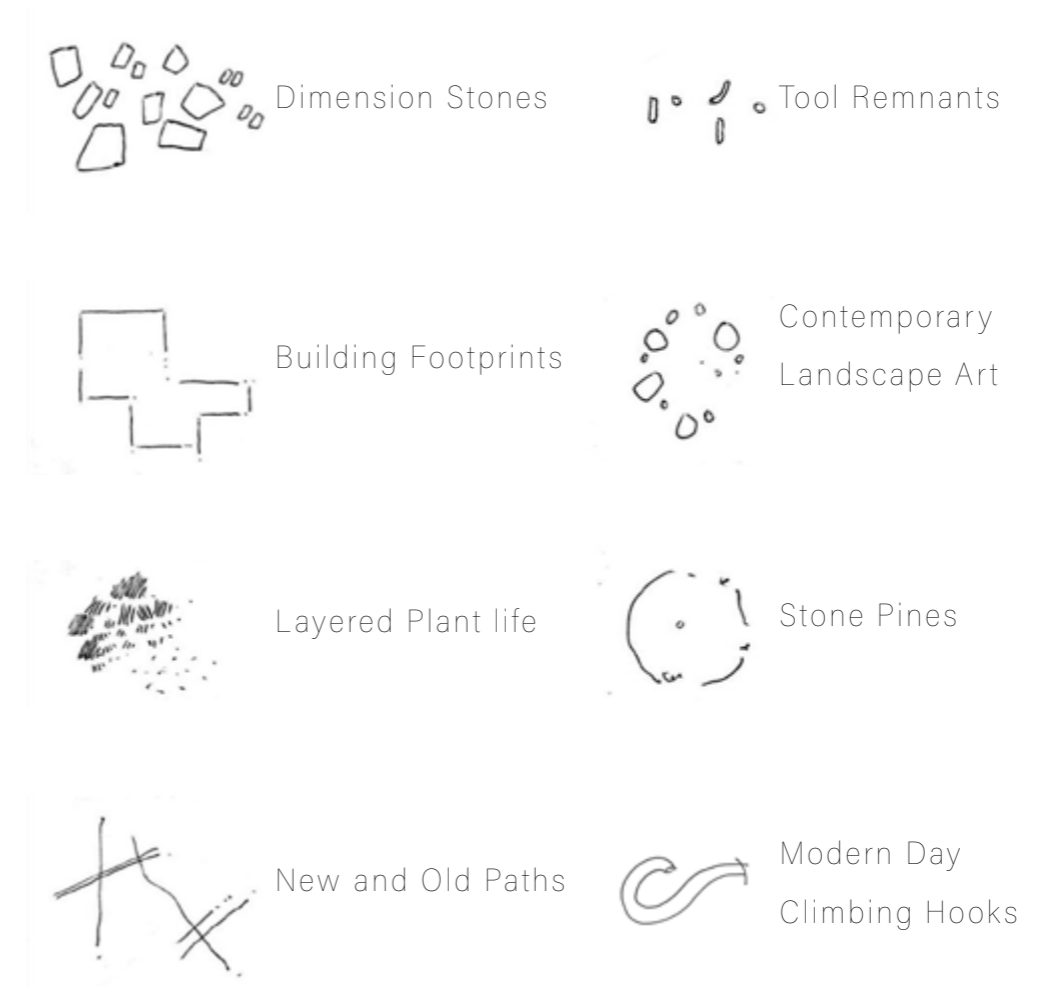 Dimension Stones
Tool Remnants
Building Footprints
Contemporary
Landscape Art
Layered Plant life
Stone Pines
New and Old Paths
Modern Day
Climbing Hooks